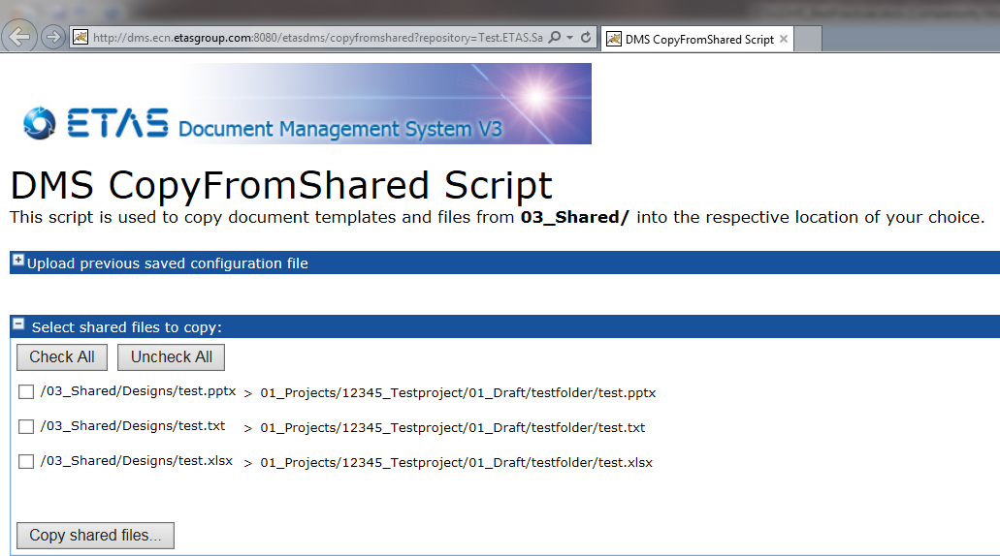 http://dms.ecn.etasgroup.com:8080/etasdms/copyfromshared?repository=Test.ETAS.Sa
DMS CopyFromShared Script
ETAS Document Management System V3
DMS CopyFromShared Script
This script is used to copy document templates and files from 03_Shared/ into the respective location of your choice.
Upload previous saved configuration file
Select shared files to copy:
Check All Uncheck All
/03_Shared/Designs/test.pptx > 01_Projects/12345_Testproject/01_Draft/testfolder/test.pptx
/03_Shared/Designs/test.txt > 01_Projects/12345_Testproject/01_Draft/testfolder/test.txt
/03_Shared/Designs/test.xlsx > 01_Projects/12345_Testproject/01_Draft/testfolder/test.xlsx
Copy shared files...